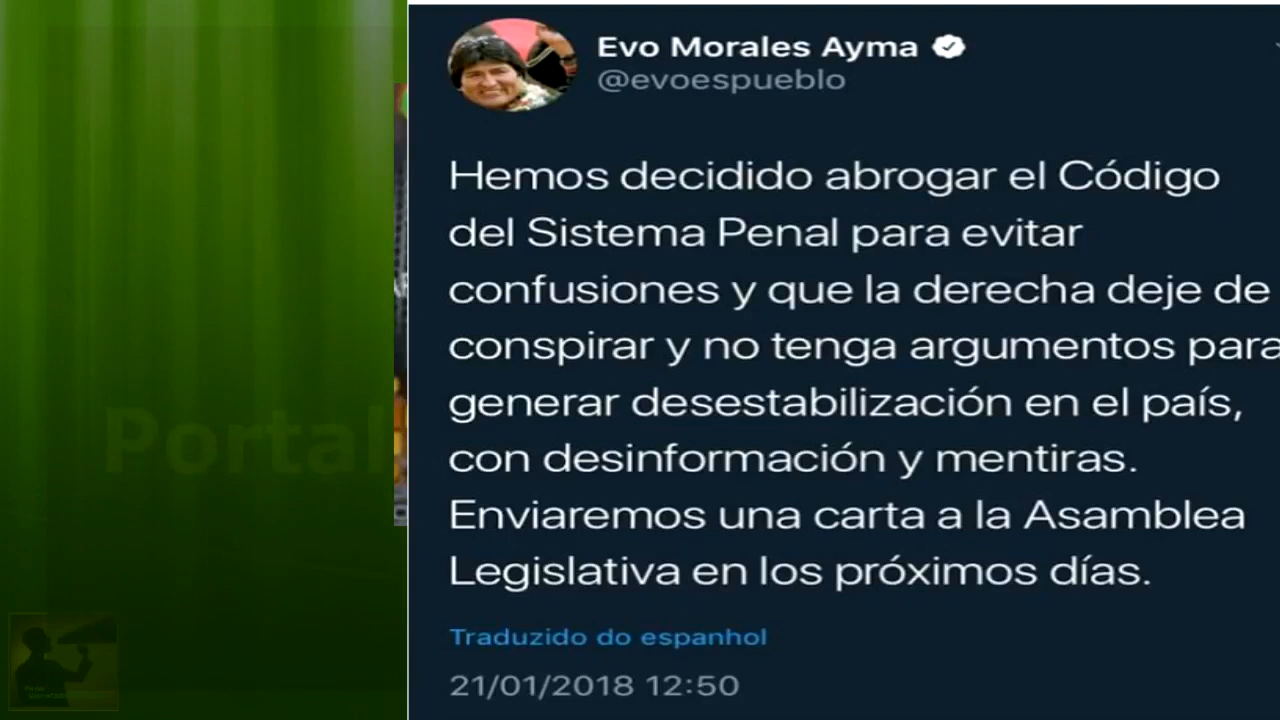 Evo Morales Ayma
@evoespueblo
Hemos decidido abrogar el Código
del Sistema Penal para evitar
confusiones y que la derecha deje de
conspirar y no tenga argumentos para
generar desestabilización en el país,
con desinformación y mentiras.
Enviaremos una carta a la Asamblea
Legislativa en los próximos días.
Traduzido do espanhol
21/01/2018 12:50
Portal